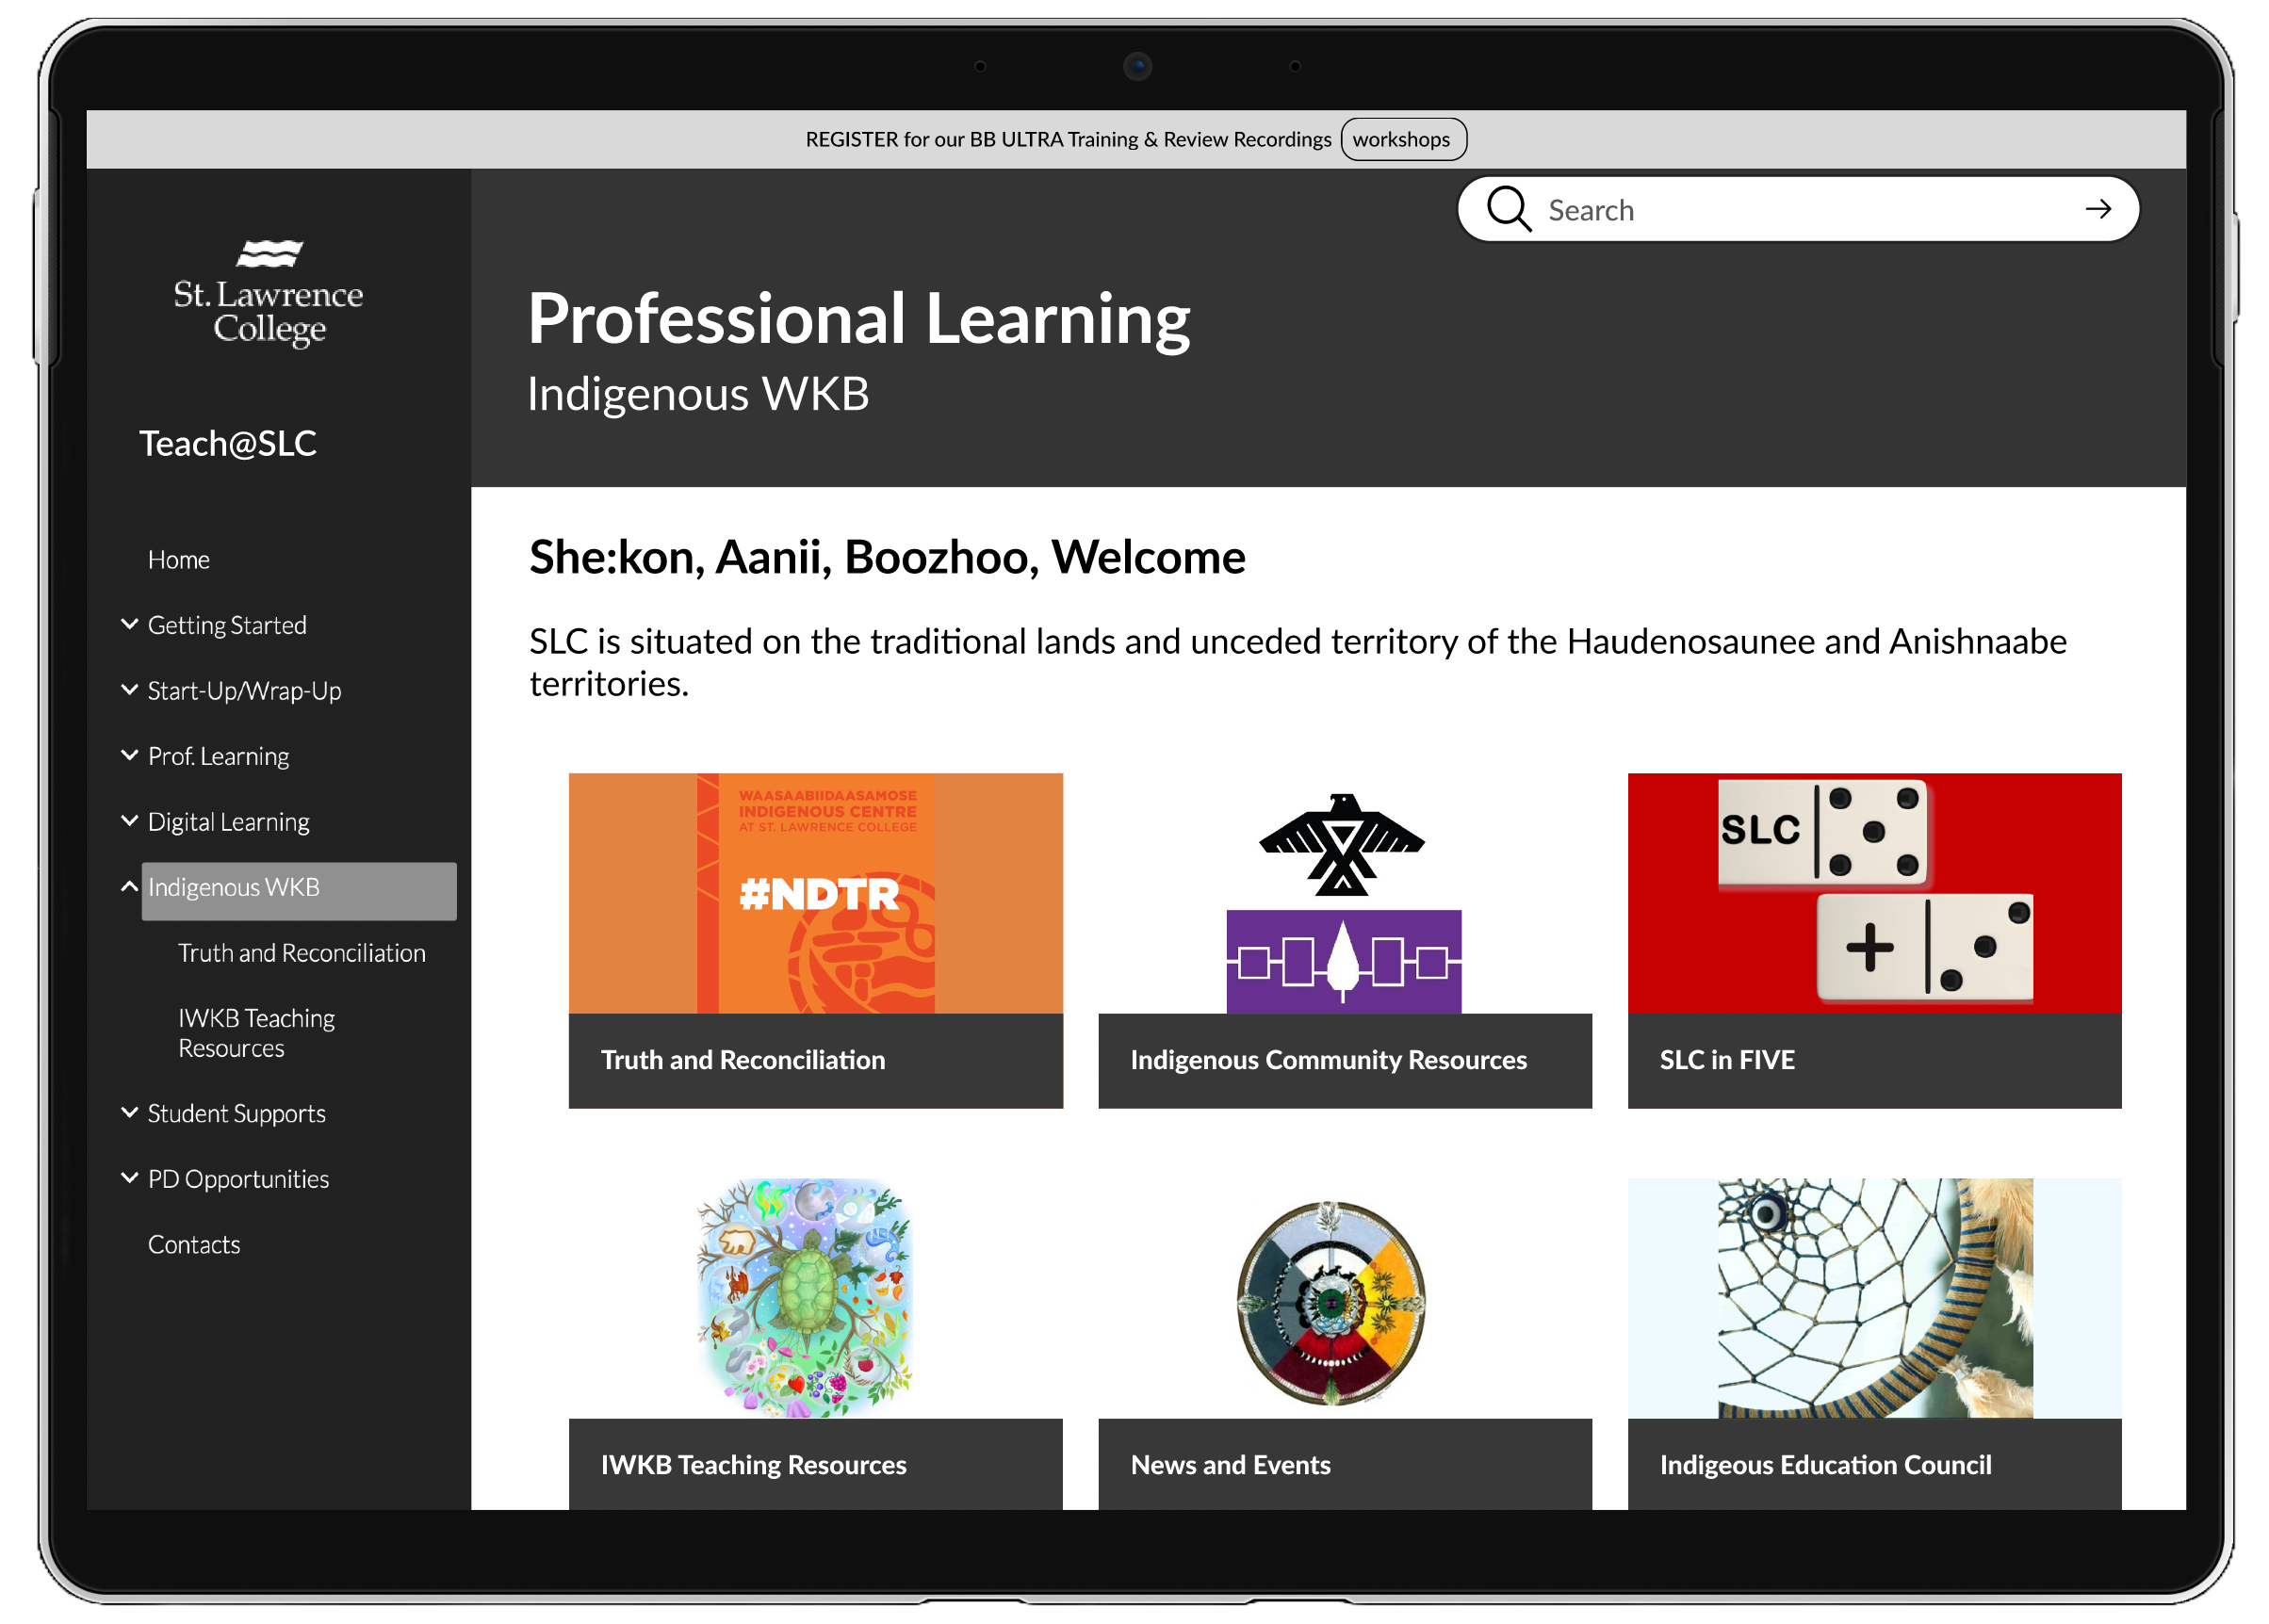 REGISTER for our BB ULTRA Training & Review Recordings workshops
Search
St. Lawrence
College
Teach@SLC
Home
Getting Started
Start-Up/Wrap-Up
Prof. Learning
Digital Learning
Indigenous WKB
Truth and Reconciliation
IWKB Teaching
Resources
Student Supports
PD Opportunities
Contacts
Professional Learning
Indigenous WKB
She:kon, Aanii, Boozhoo, Welcome
SLC is situated on the traditional lands and unceded territory of the Haudenosaunee and Anishnaabe
territories.
WAASAABIIDAASAMOSE
INDIGENOUS CENTRE
AT ST. LAWRENCE COLLEGE
#NDTR
Truth and Reconciliation
Indigenous Community Resources
SLC
+
SLC in FIVE
IWKB Teaching Resources
News and Events
Indigeous Education Council